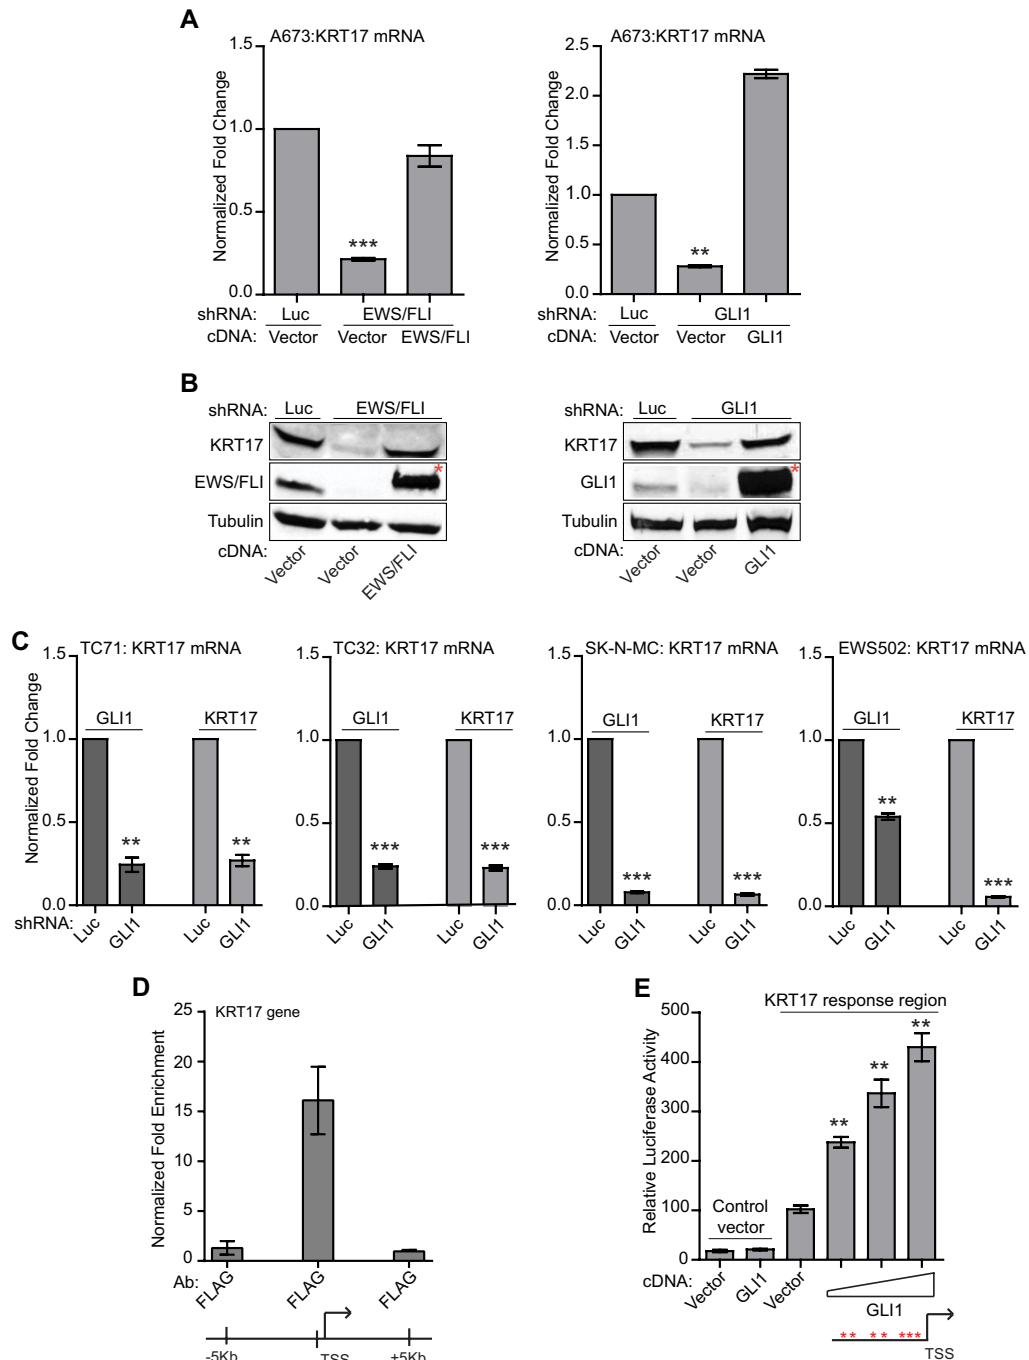 A
A673:KRT17 mRNA
Normalized Fold Change
1.5
1.0
0.5
0.0
***
shRNA: Luc EWS/FLI
cDNA: Vector Vector EWS/FLI
A673:KRT17 mRNA
Normalized Fold Change
2.5
2.0
1.5
1.0
0.5
0.0
**
shRNA: Luc GLI1
cDNA: Vector Vector GLI1
B
shRNA: Luc EWS/FLI
KRT17
EWS/FLI *
Tubulin
cDNA: Vector Vector EWS/FLI
shRNA: Luc GLI1
KRT17
GLI1 *
Tubulin
cDNA: Vector Vector GLI1
C
Normalized Fold Change
TC71: KRT17 mRNA
1.5
1.0
0.5
0.0
GLI1 KRT17
** **
shRNA: Luc GLI1 Luc GLI1
TC32: KRT17 mRNA
1.5
1.0
0.5
0.0
GLI1 KRT17
*** ***
Luc GLI1 Luc GLI1
SK-N-MC: KRT17 mRNA
1.5
1.0
0.5
0.0
GLI1 KRT17
*** ***
Luc GLI1 Luc GLI1
EWS502: KRT17 mRNA
1.5
1.0
0.5
0.0
GLI1 KRT17
** ***
Luc GLI1 Luc GLI1
D
KRT17 gene
Normalized Fold Enrichment
25
20
15
10
5
0
Ab: FLAG FLAG FLAG
-5Kb TSS +5Kb
E
KRT17 response region
Relative Luciferase Activity
500
400
300
200
100
0
Control
vector
** ** **
cDNA: Vector GLI1 Vector
GLI1
** ** ***
TSS